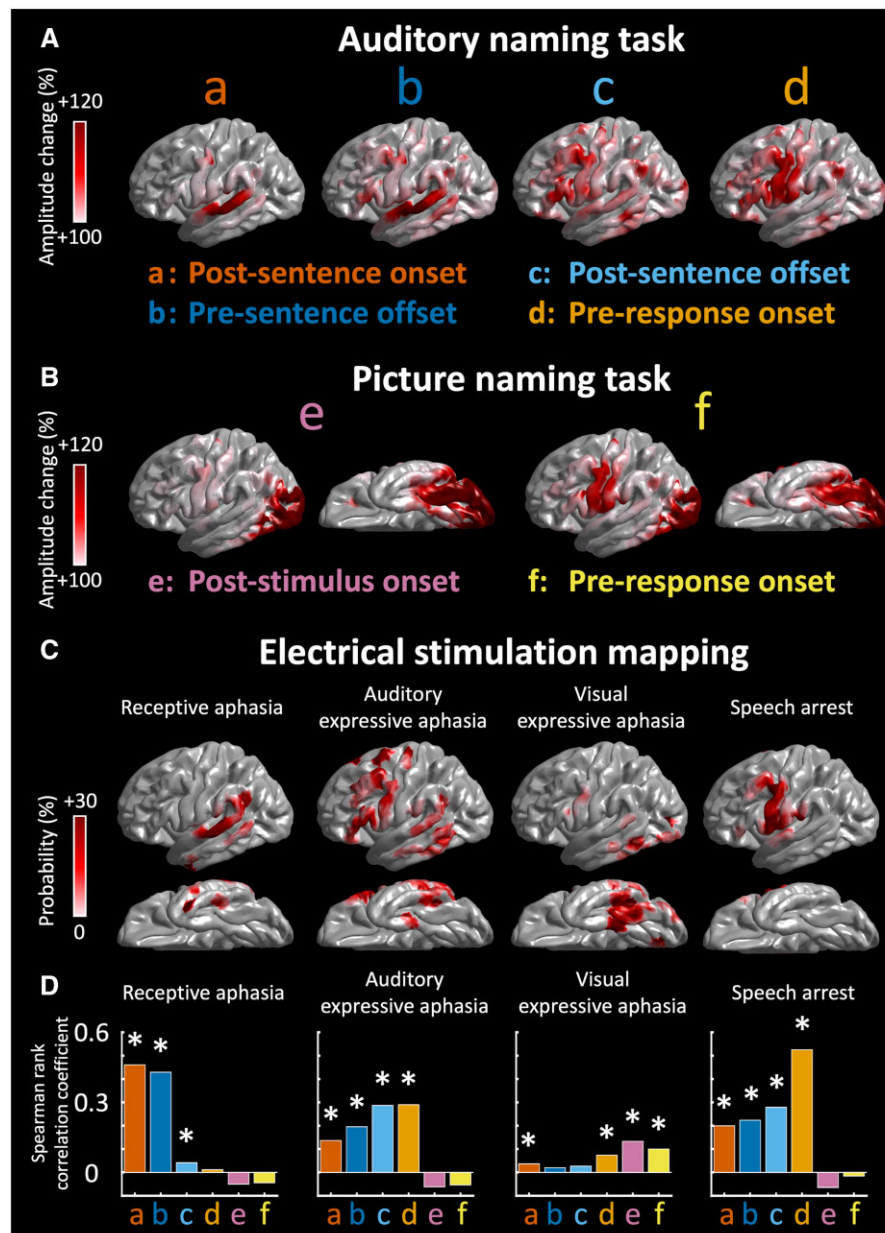 A
Auditory naming task
Amplitude change (%)
+120
+100
a
b
c
d
a: Post-sentence onset
c: Post-sentence offset
b: Pre-sentence offset
d: Pre-response onset
B
Picture naming task
Amplitude change (%)
+120
+100
e
f
e: Post-stimulus onset
f: Pre-response onset
C
Electrical stimulation mapping
Receptive aphasia
Auditory
expressive aphasia
Visual
expressive aphasia
Speech arrest
Probability (%)
+30
0
D
Receptive aphasia
Auditory
expressive aphasia
Visual
expressive aphasia
Speech arrest
Spearman rank
correlation coefficient
0.6
0.3
0
* * *
* * * *
* * * *
* * * *
a b c d e f
a b c d e f
a b c d e f
a b c d e f